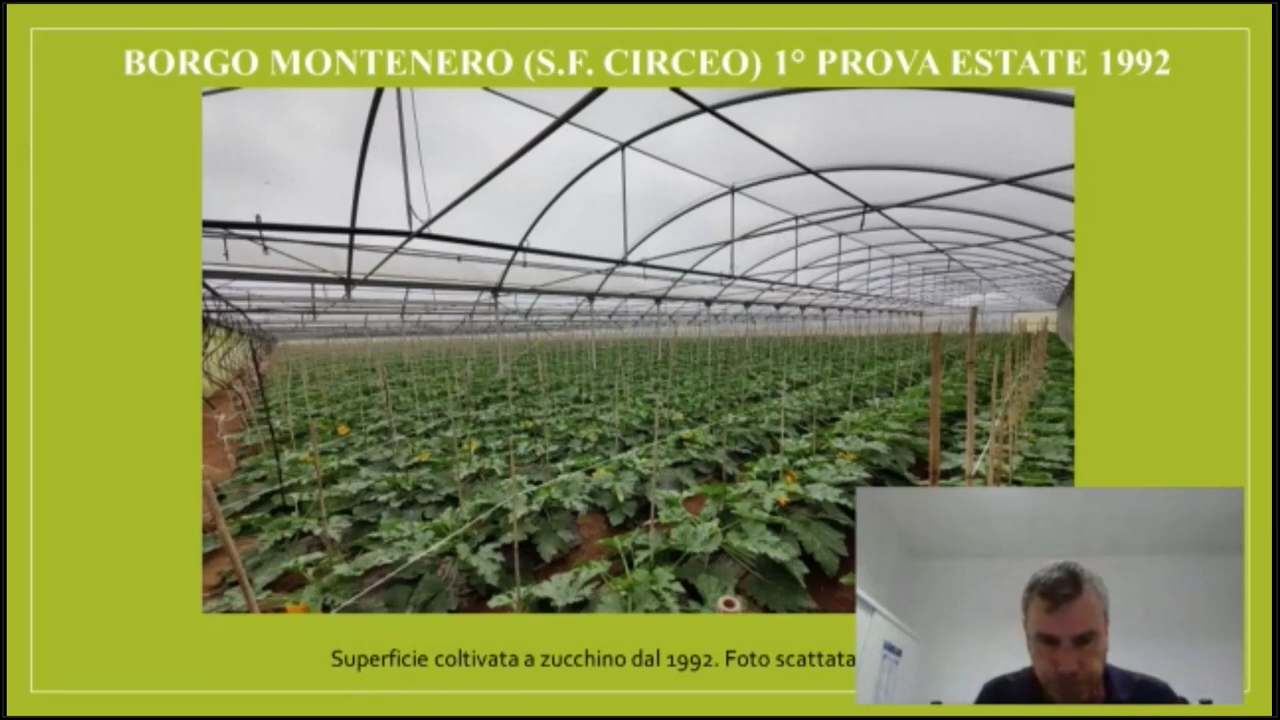 BORGO MONTENERO (S.F. CIRCEO) 1° PROVA ESTATE 1992
Superficie coltivata a zucchino dal 1992. Foto scattata